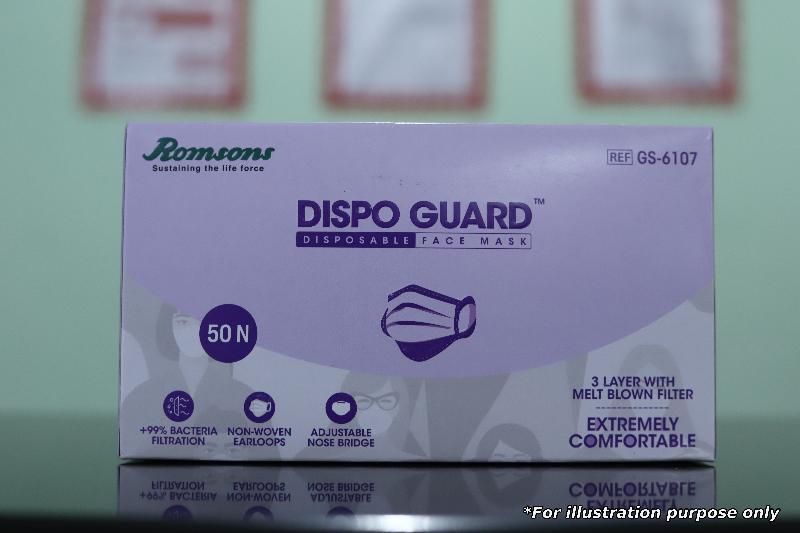 Romsons
Sustaining the life force
REF GS-6107
DISPO GUARD™
DISPOSABLE FACE MASK
50 N
+99% BACTERIA
FILTRATION
NON-WOVEN
EARLOOPS
ADJUSTABLE
NOSE BRIDGE
3 LAYER WITH
MELT BLOWN FILTER
EXTREMELY
COMFORTABLE
*For illustration purpose only